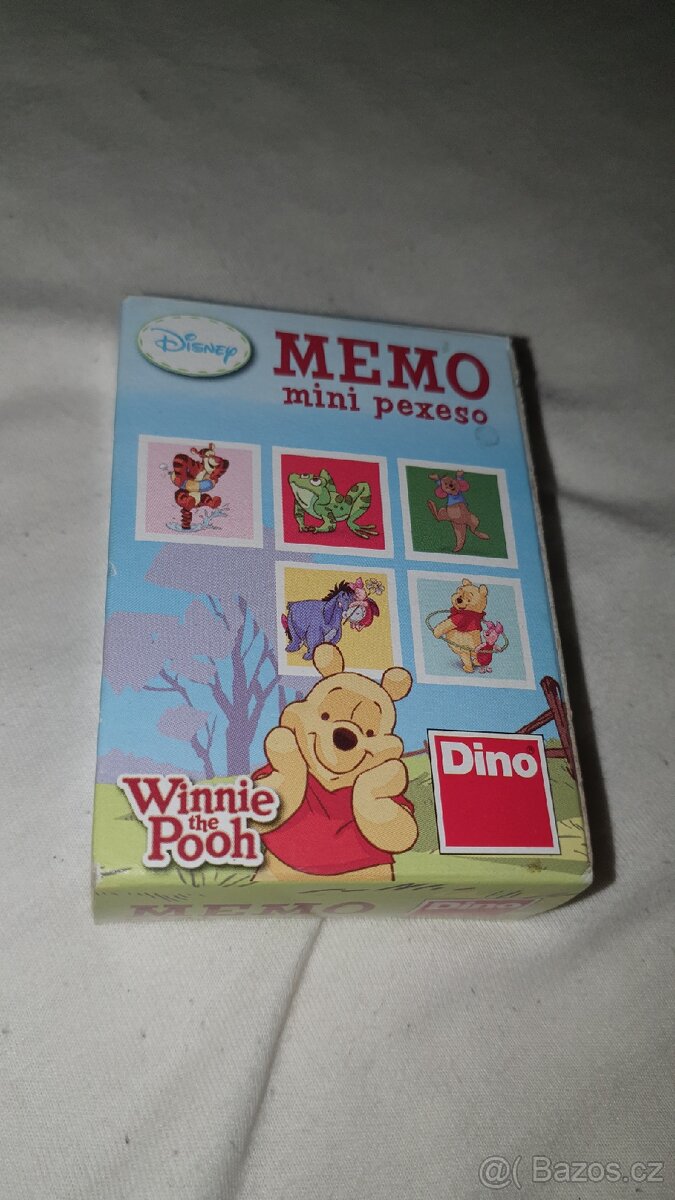 Disney
MEMO
mini pexeso
Winnie
the
Pooh
Dino
MEMO
Dino
@( Bazos.cz